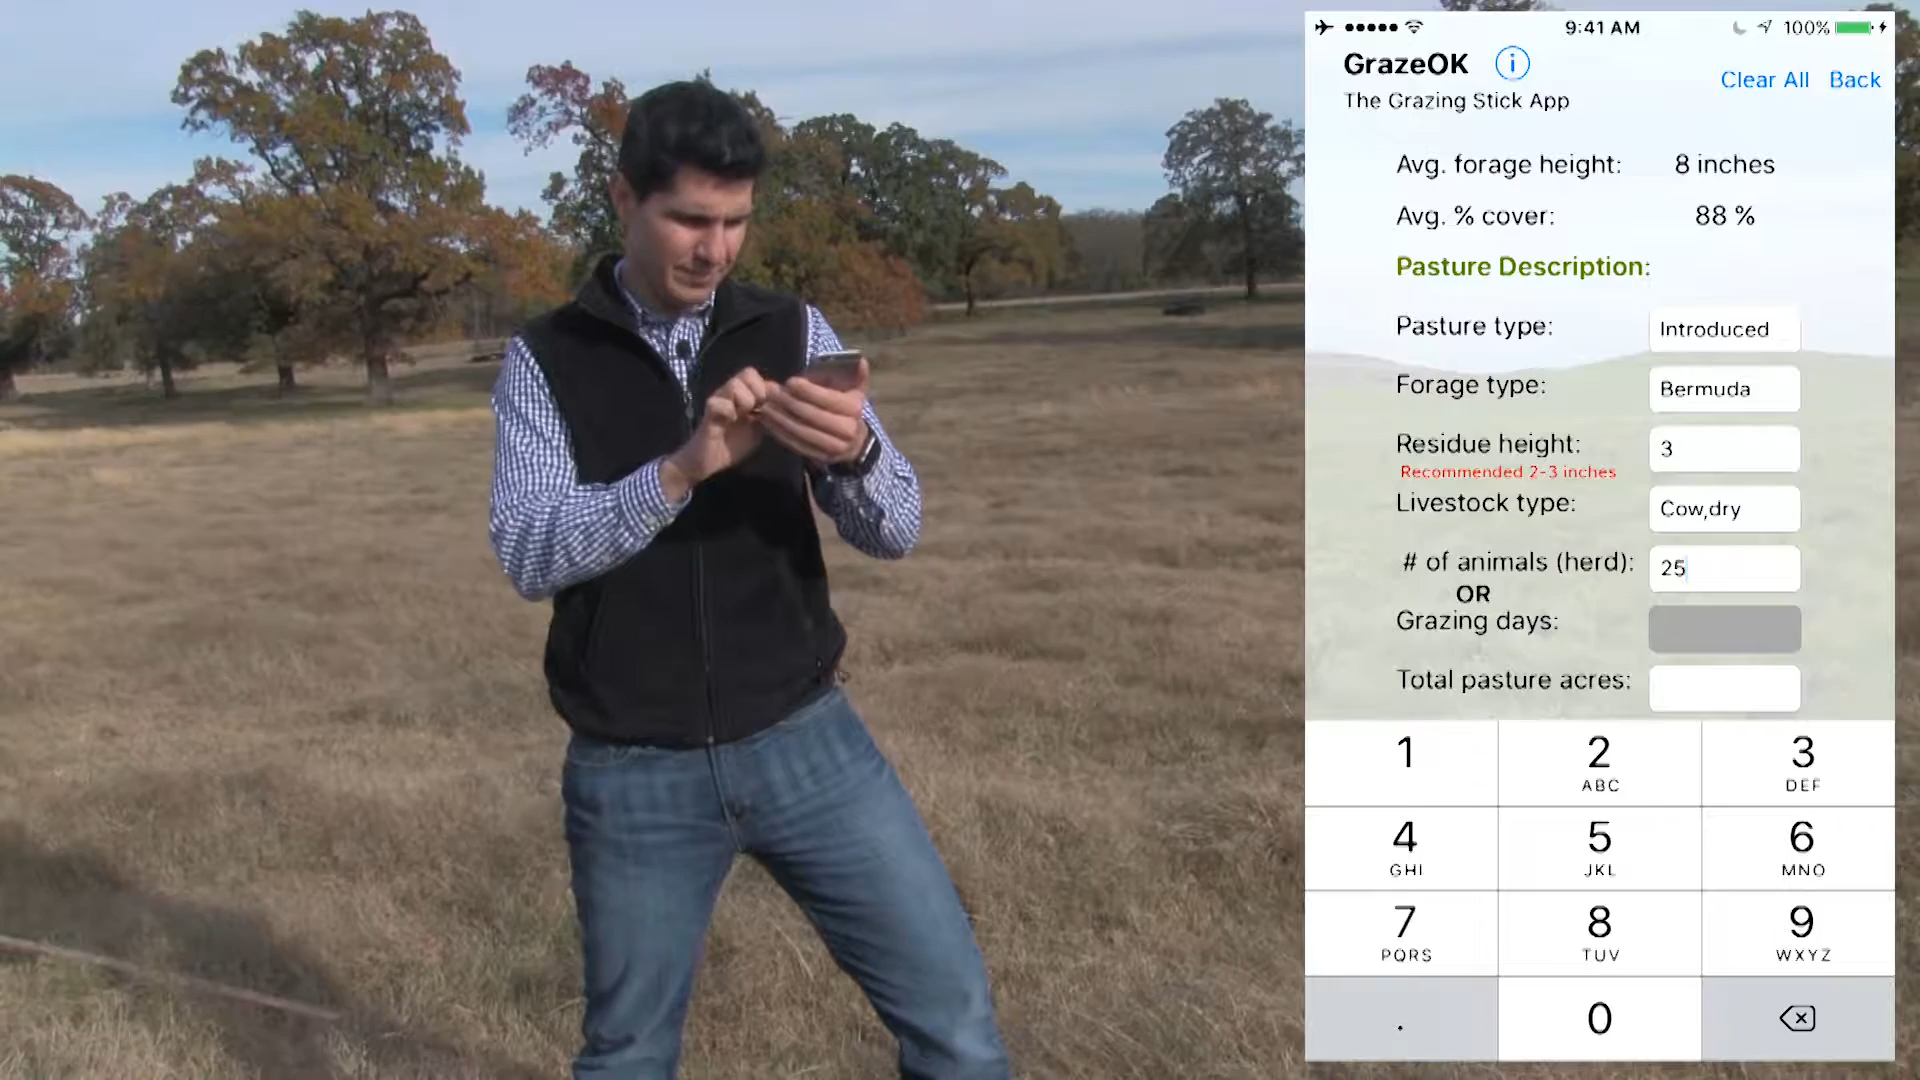 9:41 AM 100%
GrazeOK i
Clear All Back
The Grazing Stick App
Avg. forage height: 8 inches
Avg. % cover: 88 %
Pasture Description:
Pasture type: Introduced
Forage type: Bermuda
Residue height: 3
Recommended 2-3 inches
Livestock type: Cow,dry
# of animals (herd): 25
OR
Grazing days:
Total pasture acres:
1 2 3
ABC DEF
4 5 6
GHI JKL MNO
7 8 9
PQRS TUV WXYZ
. 0